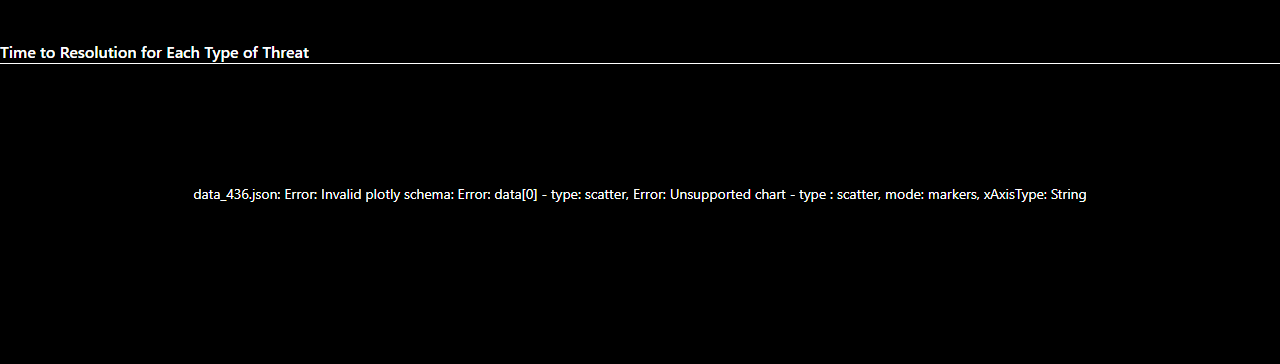 Time to Resolution for Each Type of Threat
data_436.json: Error: Invalid plotly schema: Error: data[0] - type: scatter, Error: Unsupported chart - type : scatter, mode: markers, xAxisType: String